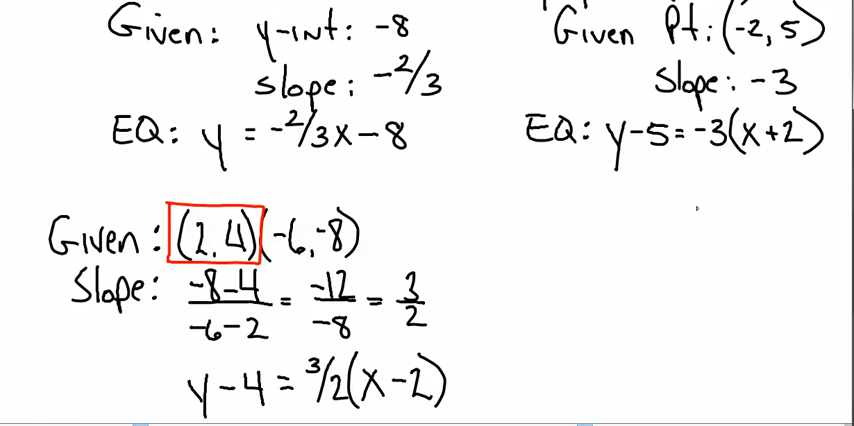 Given: y-int: -8
slope: -2/3
EQ: y = -2/3x - 8
Given Pt: (-2, 5)
Slope: -3
EQ: y-5=-3(x+2)
Given: (2,4)(-6,-8)
Slope: -8-4/-6-2 = -12/-8 = 3/2
y-4 = 3/2(x-2)